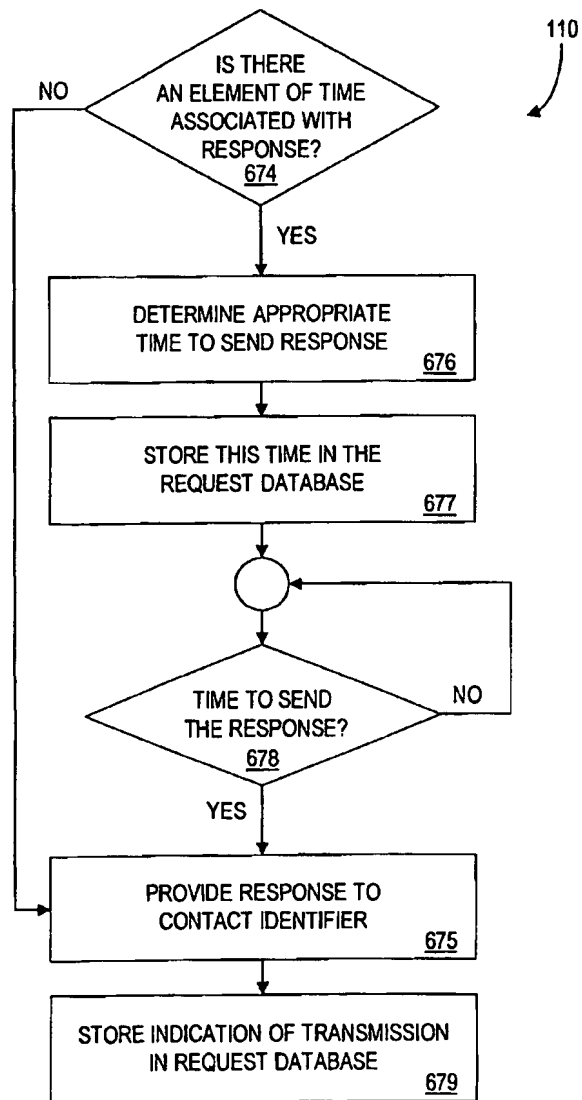 110
IS THERE
AN ELEMENT OF TIME
ASSOCIATED WITH
RESPONSE?
674
NO
YES
DETERMINE APPROPRIATE
TIME TO SEND RESPONSE
676
STORE THIS TIME IN THE
REQUEST DATABASE
677
TIME TO SEND
THE RESPONSE?
678
NO
YES
PROVIDE RESPONSE TO
CONTACT IDENTIFIER
675
STORE INDICATION OF TRANSMISSION
IN REQUEST DATABASE
679